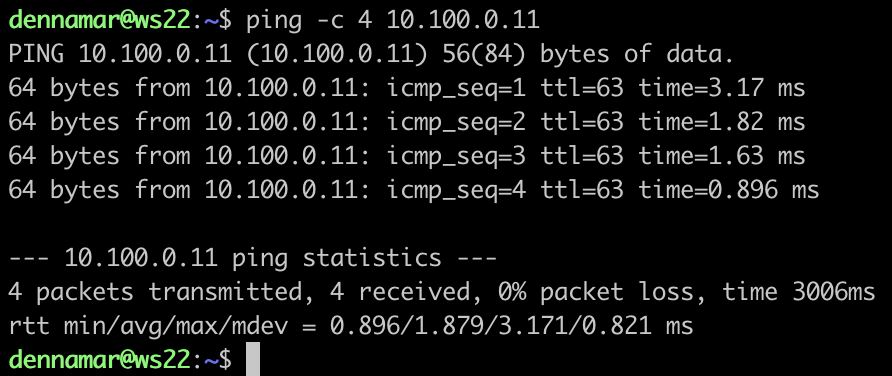 dennamar@ws22:~$ ping -c 4 10.100.0.11
PING 10.100.0.11 (10.100.0.11) 56(84) bytes of data.
64 bytes from 10.100.0.11: icmp_seq=1 ttl=63 time=3.17 ms
64 bytes from 10.100.0.11: icmp_seq=2 ttl=63 time=1.82 ms
64 bytes from 10.100.0.11: icmp_seq=3 ttl=63 time=1.63 ms
64 bytes from 10.100.0.11: icmp_seq=4 ttl=63 time=0.896 ms

--- 10.100.0.11 ping statistics ---
4 packets transmitted, 4 received, 0% packet loss, time 3006ms
rtt min/avg/max/mdev = 0.896/1.879/3.171/0.821 ms
dennamar@ws22:~$